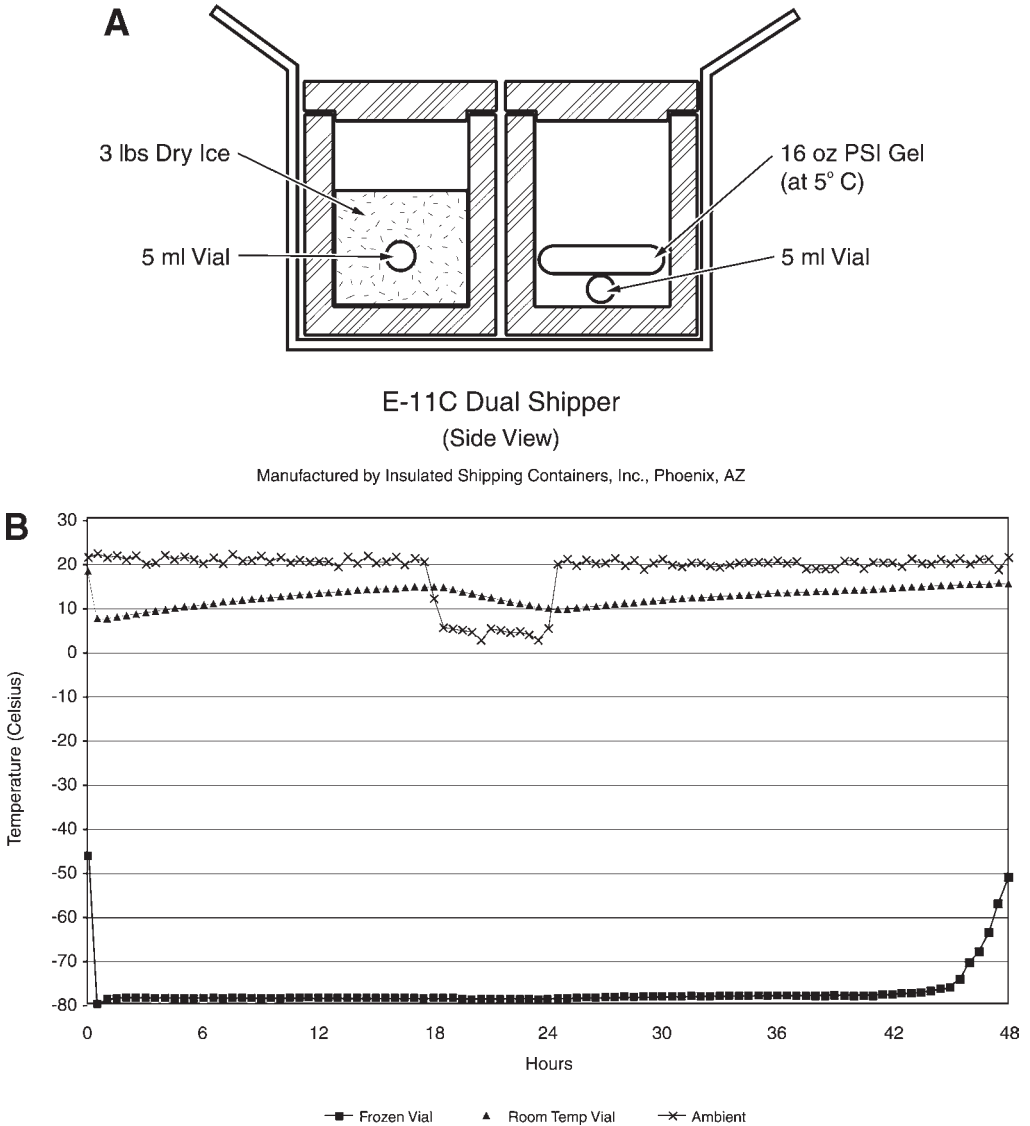 A
3 lbs Dry Ice
16 oz PSI Gel
(at 5° C)
5 ml Vial
5 ml Vial
E-11C Dual Shipper
(Side View)
Manufactured by Insulated Shipping Containers, Inc., Phoenix, AZ
B
30
20
10
0
-10
-20
-30
-40
-50
-60
-70
-80
Temperature (Celsius)
0 6 12 18 24 30 36 42 48
Hours
Frozen Vial Room Temp Vial Ambient